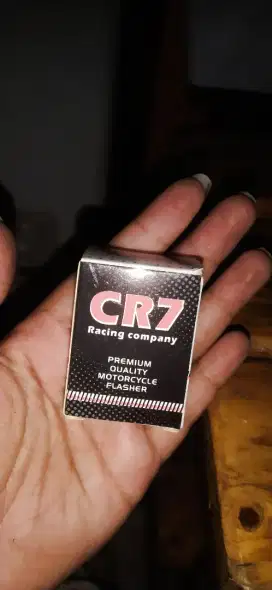 CR7
Racing company
PREMIUM
QUALITY
MOTORCYCLE
FLASHER